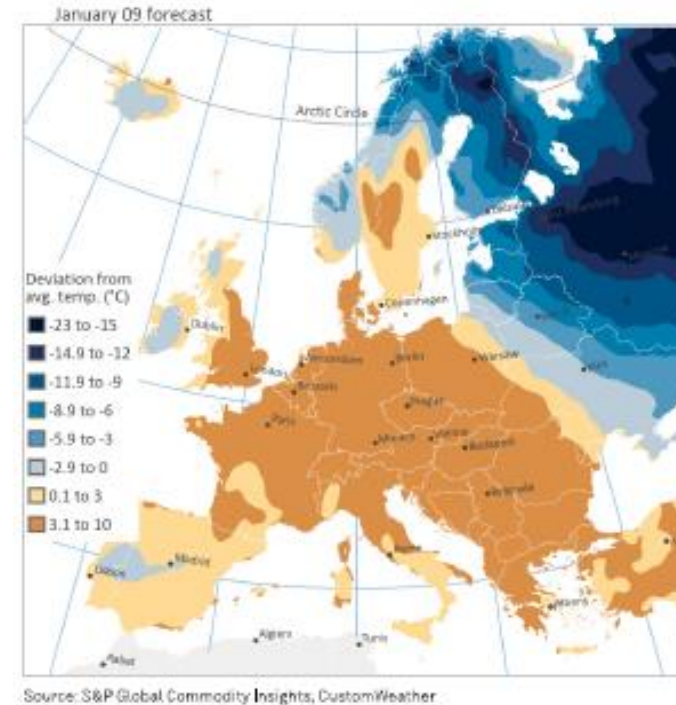 January 09 forecast
Arctic Circle
Stockholm
Copenhagen
Deviation from
avg. temp. (°C)
-23 to -15
-14.9 to -12
-11.9 to -9
-8.9 to -6
-5.9 to -3
-2.9 to 0
0.1 to 3
3.1 to 10
Dublin
London
Amsterdam
Brussels
Berlin
Warsaw
Prague
Paris
Munich
Vienna
Budapest
Belgrade
Rome
Madrid
Lisbon
Athens
Algiers
Tunis
Rabat
Source: S&P Global Commodity Insights, CustomWeather